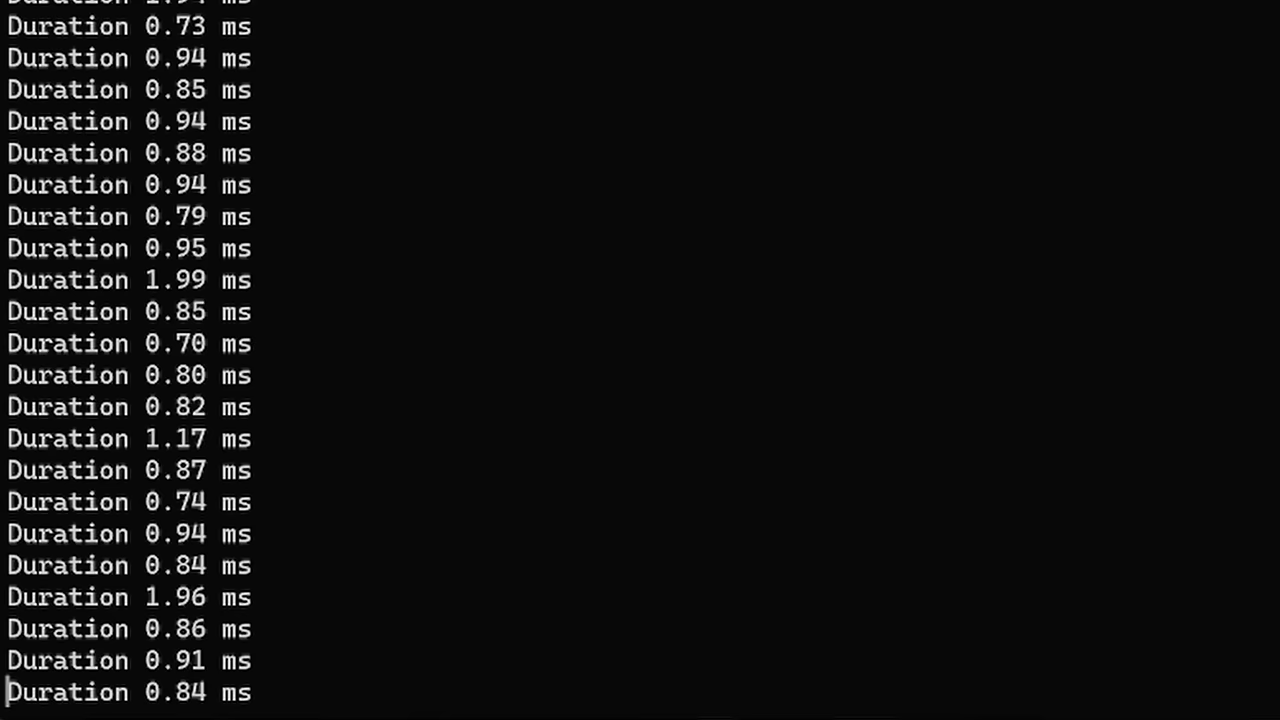 Duration 1.94 ms
Duration 0.73 ms
Duration 0.94 ms
Duration 0.85 ms
Duration 0.94 ms
Duration 0.88 ms
Duration 0.94 ms
Duration 0.79 ms
Duration 0.95 ms
Duration 1.99 ms
Duration 0.85 ms
Duration 0.70 ms
Duration 0.80 ms
Duration 0.82 ms
Duration 1.17 ms
Duration 0.87 ms
Duration 0.74 ms
Duration 0.94 ms
Duration 0.84 ms
Duration 1.96 ms
Duration 0.86 ms
Duration 0.91 ms
Duration 0.84 ms